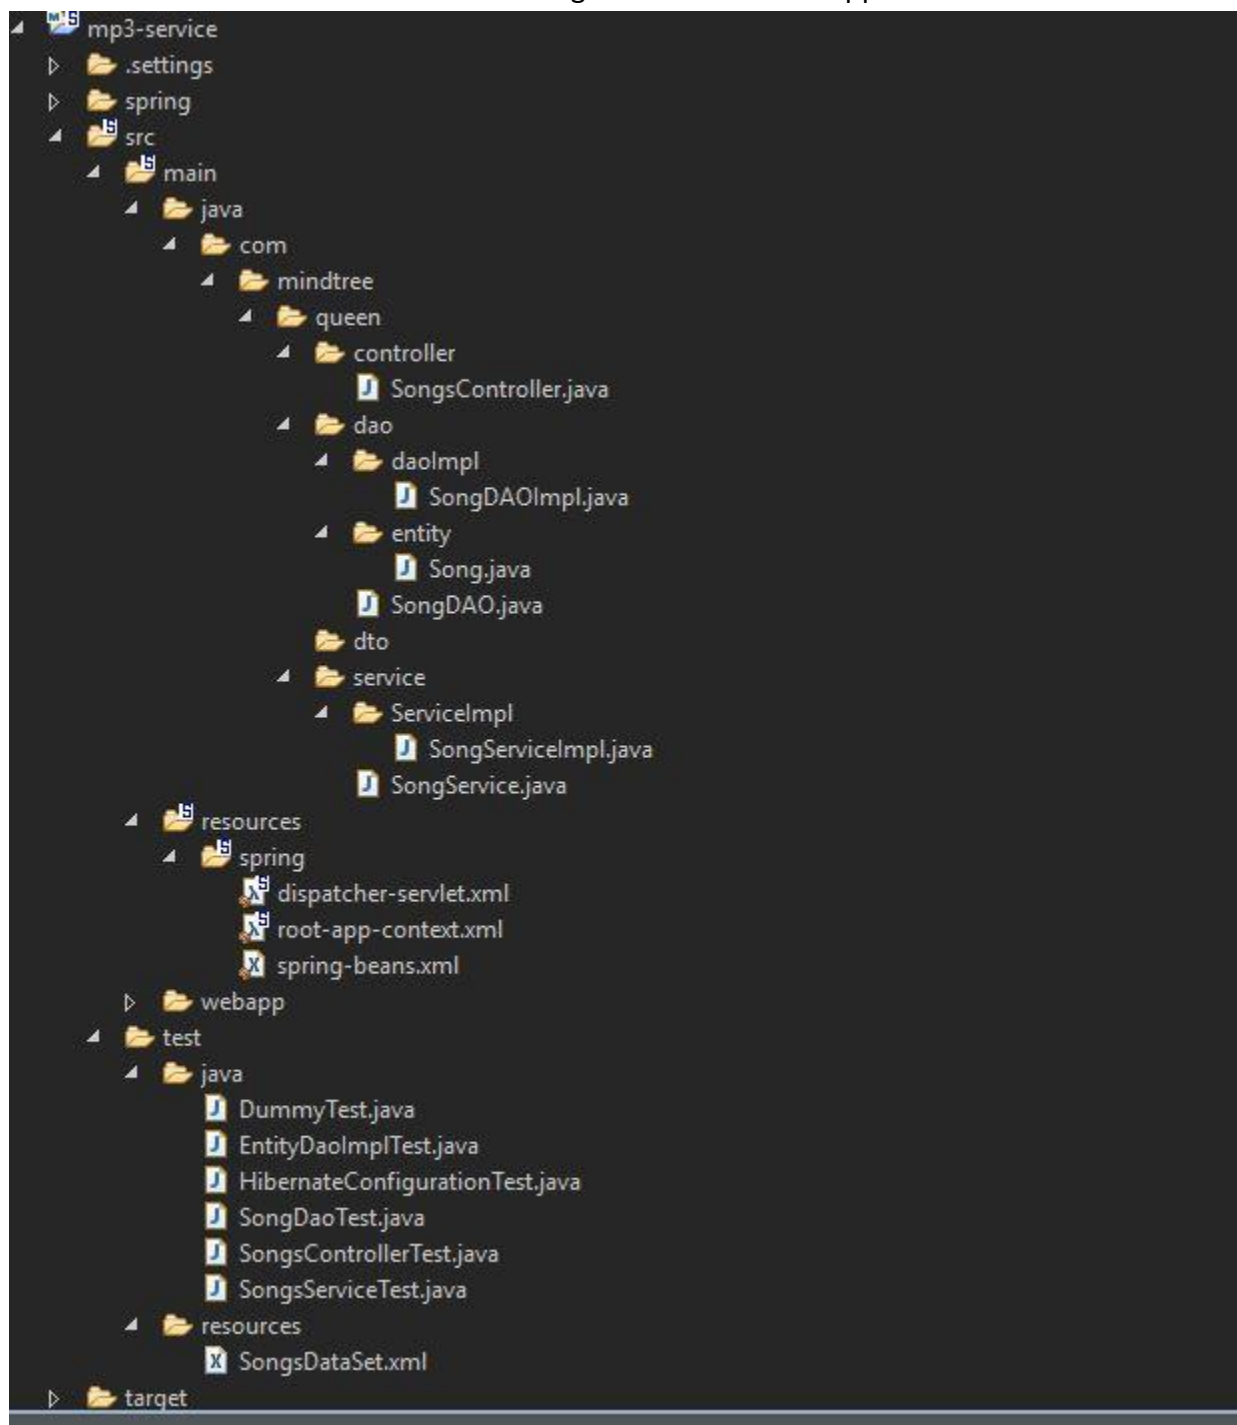 mp3-service
.settings
spring
src
main
java
com
mindtree
queen
controller
SongsController.java
dao
daoImpl
SongDAOImpl.java
entity
Song.java
SongDAO.java
dto
service
ServiceImpl
SongServiceImpl.java
SongService.java
resources
spring
dispatcher-servlet.xml
root-app-context.xml
spring-beans.xml
webapp
test
java
DummyTest.java
EntityDaoImplTest.java
HibernateConfigurationTest.java
SongDaoTest.java
SongsControllerTest.java
SongsServiceTest.java
resources
SongsDataSet.xml
target